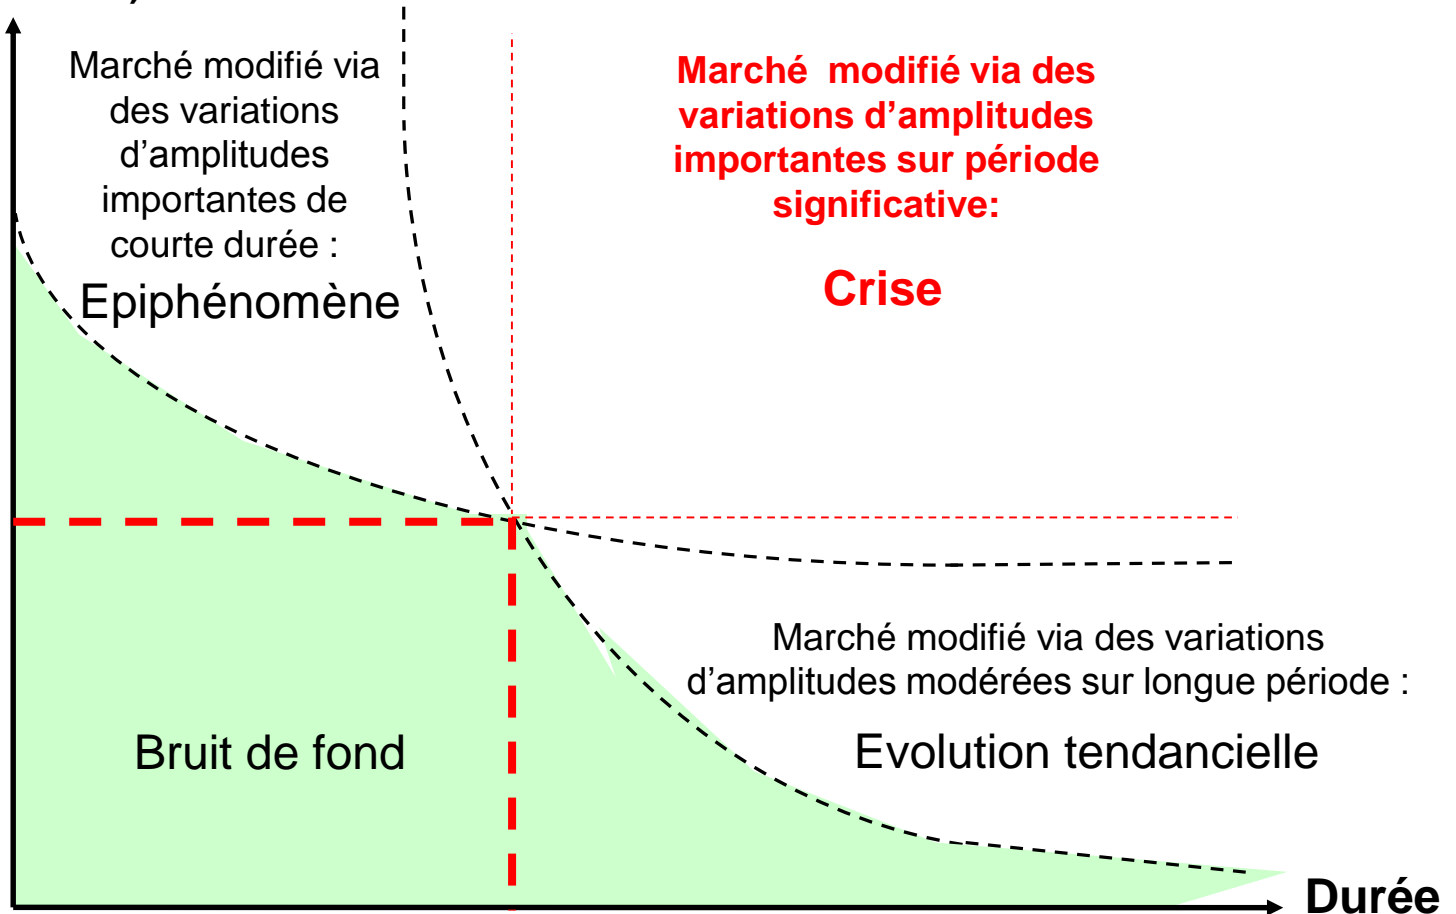 Marché modifié via
des variations
d’amplitudes
importantes de
courte durée :
Epiphénomène
Marché  modifié via des
variations d’amplitudes
importantes sur période
significative:
Crise
Marché modifié via des variations
d’amplitudes modérées sur longue période :
Evolution tendancielle
Bruit de fond
Durée